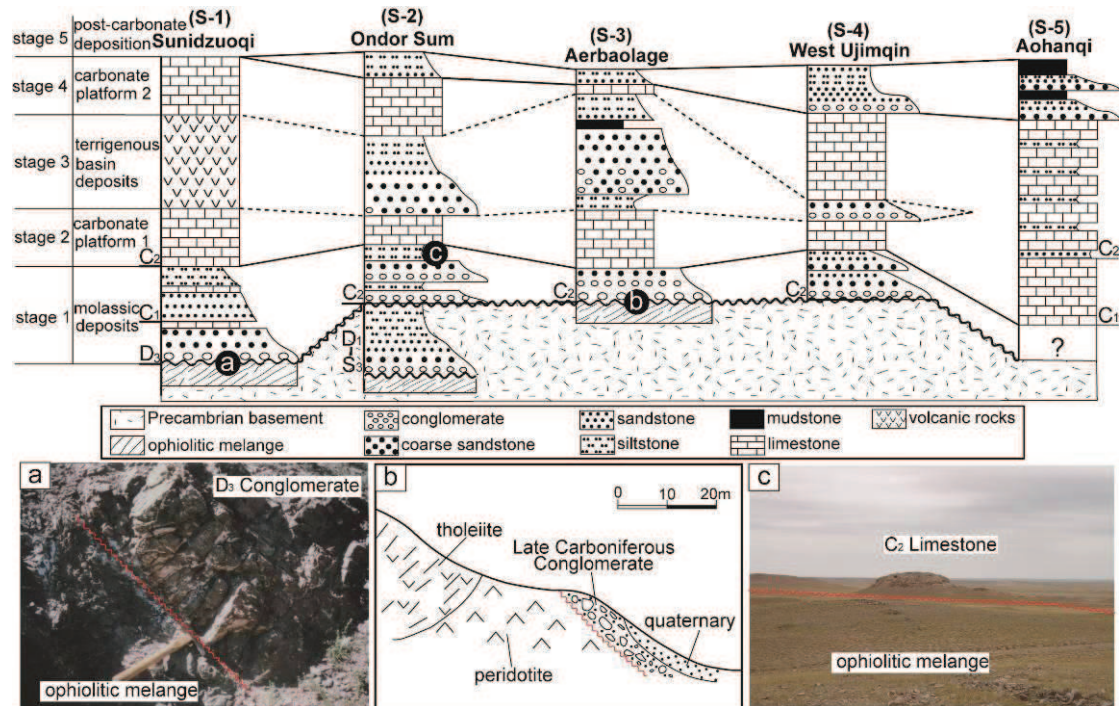 (S-1)
Sunidzuoqi
(S-2)
Ondor Sum
(S-3)
Aerbaolage
(S-4)
West Ujimqin
(S-5)
Aohanqi
stage 5
post-carbonate
deposition
stage 4
carbonate
platform 2
stage 3
terrigenous
basin
deposits
stage 2
carbonate
platform 1
stage 1
molassic
deposits
C2
C1
D3
a
c
C2
D1
S3
C2
b
C2
C2
C1
?
Precambrian basement
conglomerate
sandstone
mudstone
volcanic rocks
ophiolitic melange
coarse sandstone
siltstone
limestone
a
D3 Conglomerate
ophiolitic melange
b
0 10 20m
tholeiite
Late Carboniferous
Conglomerate
quaternary
peridotite
c
C2 Limestone
ophiolitic melange